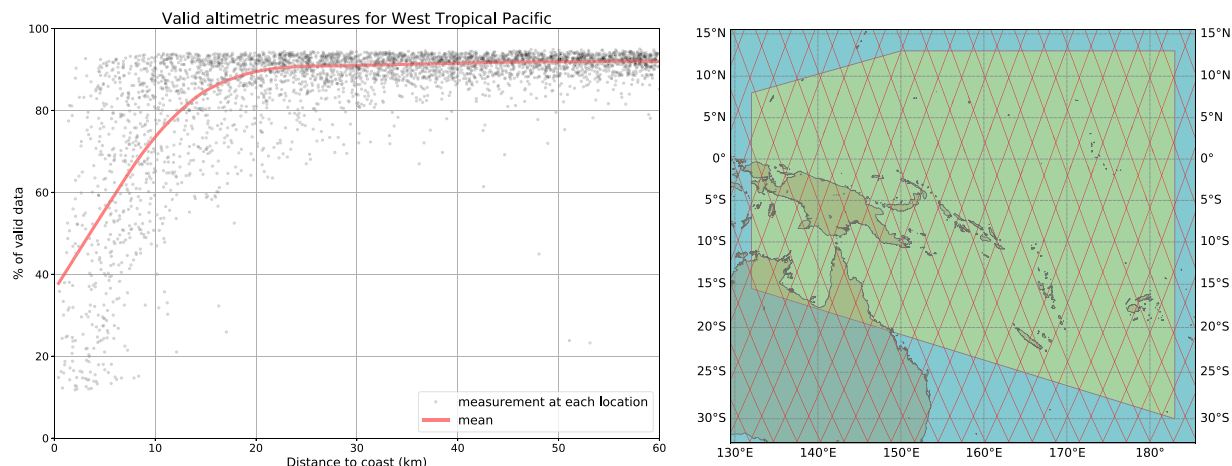 Valid altimetric measures for West Tropical Pacific
% of valid data
100
80
60
40
20
0
0 10 20 30 40 50 60
Distance to coast (km)
measurement at each location
mean
15°N 15°N
10°N 10°N
5°N 5°N
0° 0°
5°S 5°S
10°S 10°S
15°S 15°S
20°S 20°S
25°S 25°S
30°S 30°S
130°E 140°E 150°E 160°E 170°E 180°